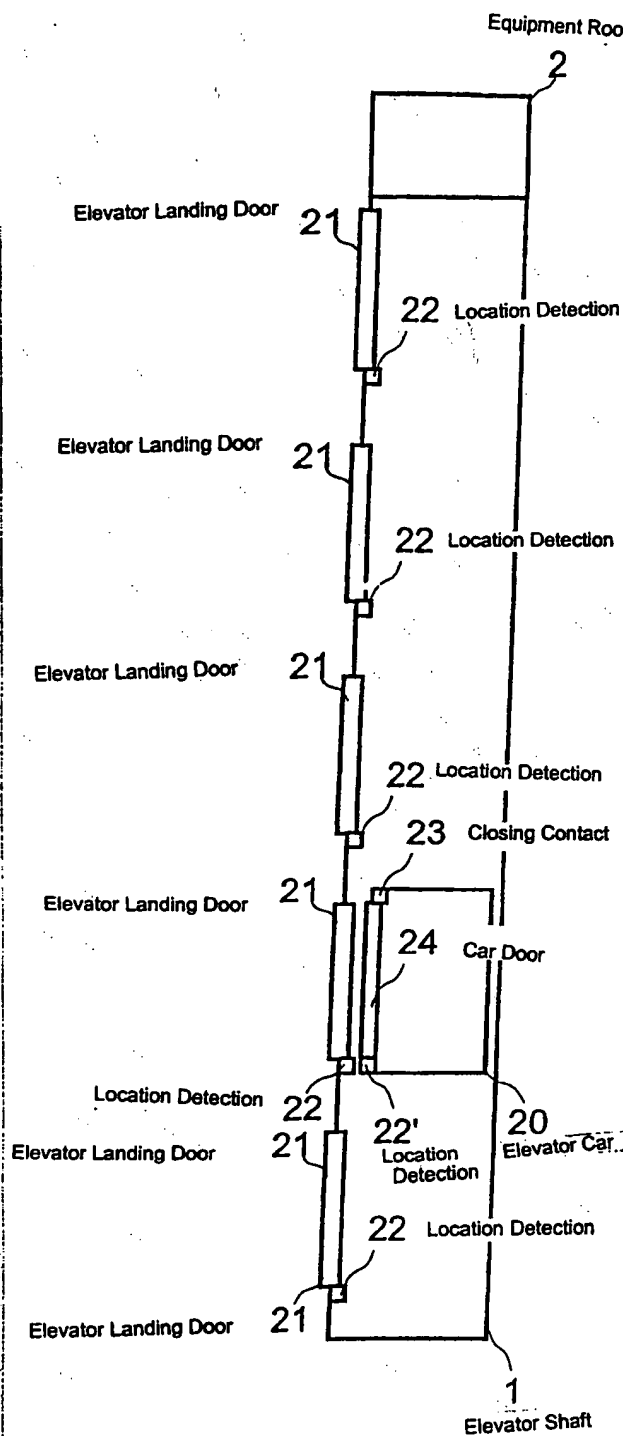 Equipment Roo
2
Elevator Landing Door
21
22 Location Detection
Elevator Landing Door
21
22 Location Detection
Elevator Landing Door
21
22 Location Detection
23 Closing Contact
Elevator Landing Door
21
24
Car Door
Location Detection
22
22'
20
Elevator Landing Door
21
Location
Detection
Elevator Car
22 Location Detection
21
Elevator Landing Door
1
Elevator Shaft